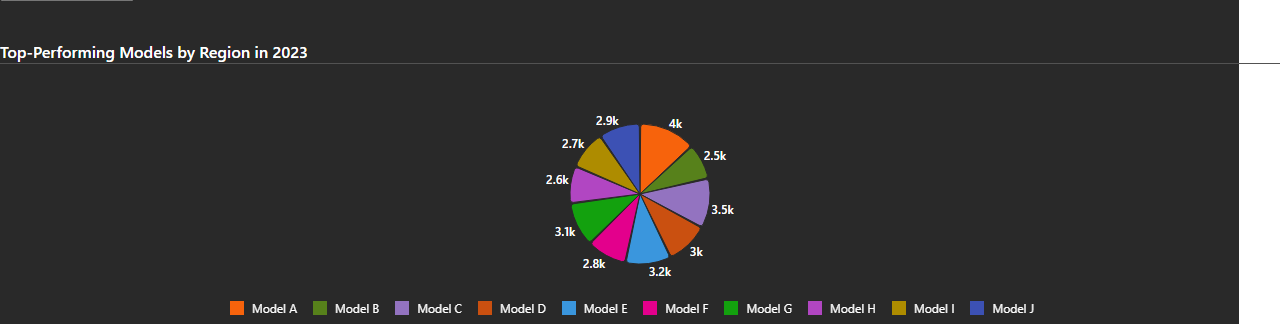 Top-Performing Models by Region in 2023
2.9k 4k
2.7k 2.5k
2.6k
3.5k
3.1k
3k
2.8k
3.2k
Model A Model B Model C Model D Model E Model F Model G Model H Model I Model J